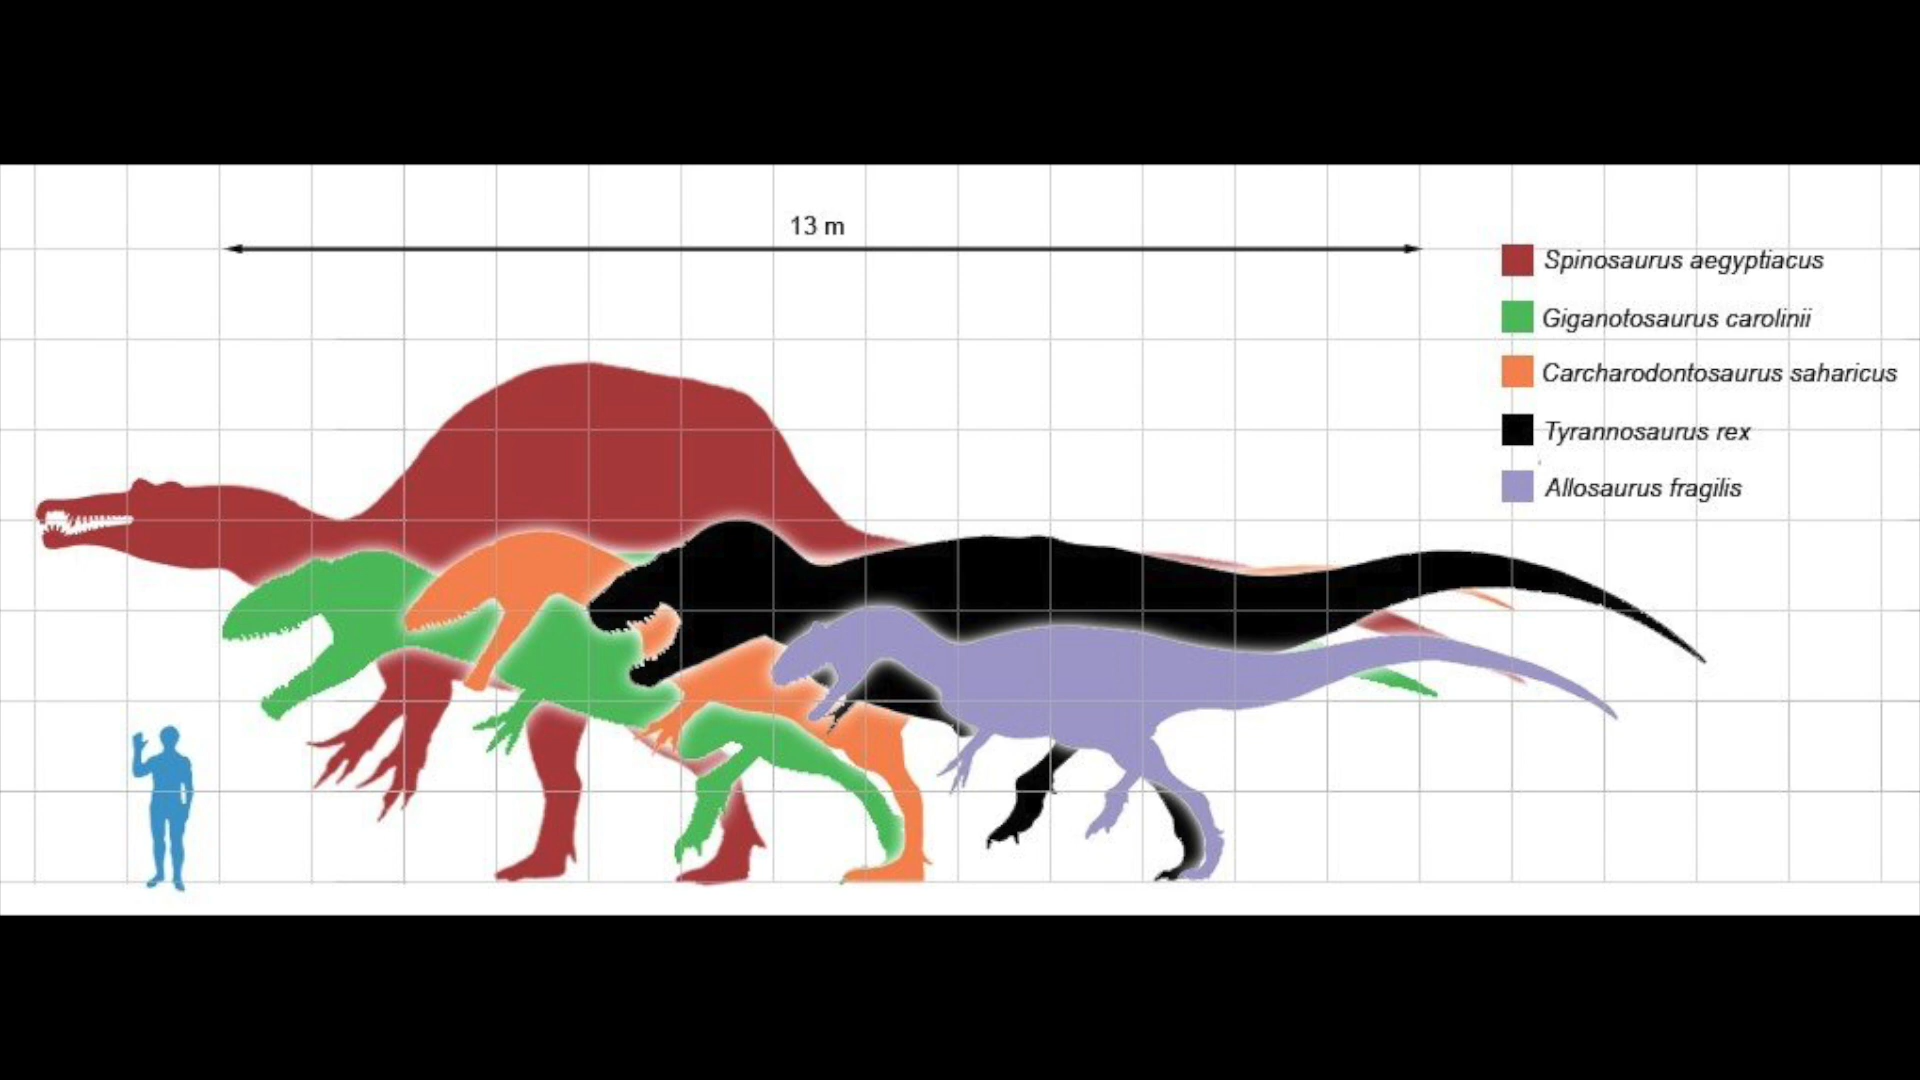 13 m
Spinosaurus aegyptiacus
Giganotosaurus carolinii
Carcharodontosaurus saharicus
Tyrannosaurus rex
Allosaurus fragilis